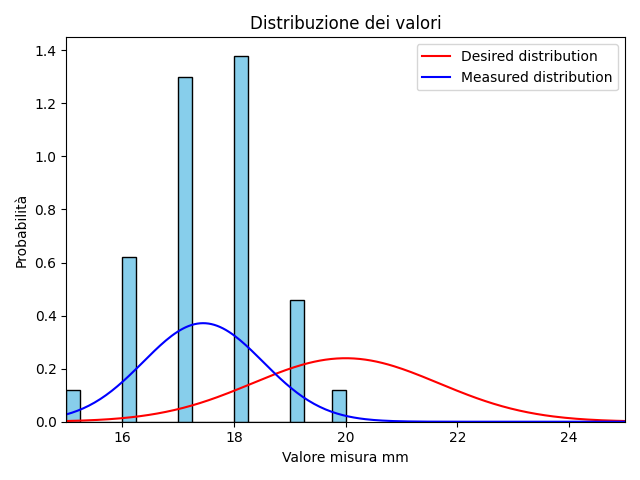 Distribuzione dei valori
1.4
1.2
1.0
0.8
0.6
0.4
0.2
0.0
Probabilità
Desired distribution
Measured distribution
16
18
20
22
24
Valore misura mm